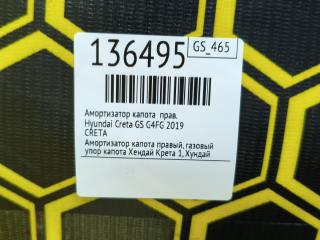 136495
GS_465
Амортизатор капота прав.
Hyundai Creta GS G4FG 2019
CRETA
Амортизатор капота правый, газовый
упор капота Хендай Крета 1, Хундай